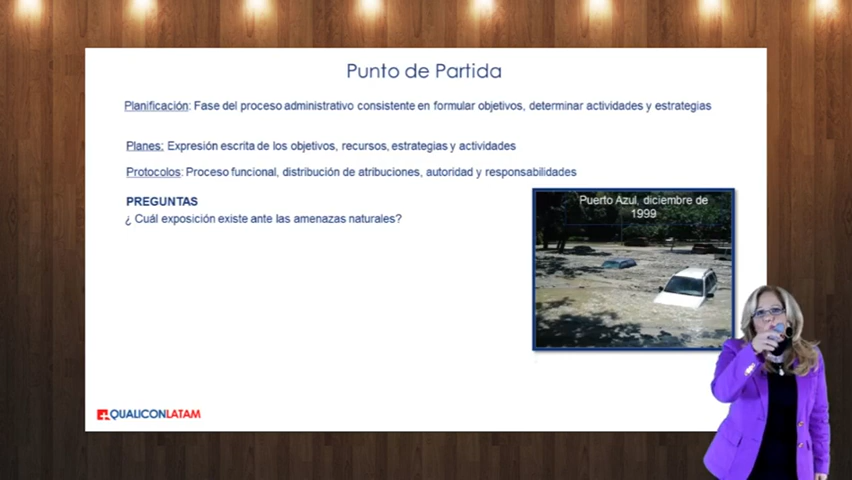 Punto de Partida
Planificación: Fase del proceso administrativo consistente en formular objetivos, determinar actividades y estrategias
Planes: Expresión escrita de los objetivos, recursos, estrategias y actividades
Protocolos: Proceso funcional, distribución de atribuciones, autoridad y responsabilidades
PREGUNTAS
¿ Cuál exposición existe ante las amenazas naturales?
Puerto Azul, diciembre de
1999
QUALICONLATAM